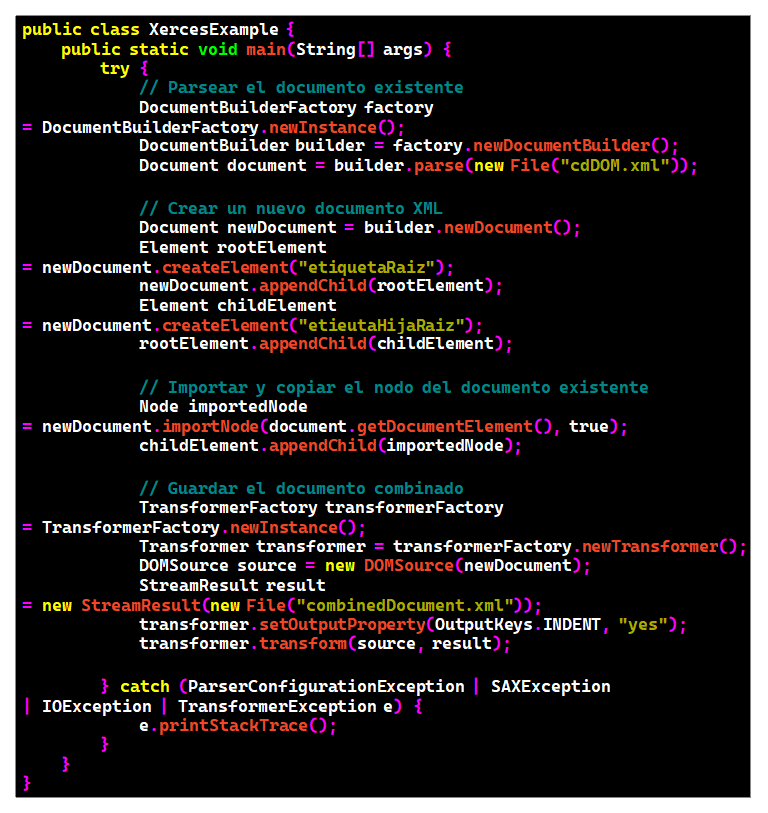 public class XercesExample {
    public static void main(String[] args) {
        try {
            // Parsear el documento existente
            DocumentBuilderFactory factory
= DocumentBuilderFactory.newInstance();
            DocumentBuilder builder = factory.newDocumentBuilder();
            Document document = builder.parse(new File("cdDOM.xml"));

            // Crear un nuevo documento XML
            Document newDocument = builder.newDocument();
            Element rootElement
= newDocument.createElement("etiquetaRaiz");
            newDocument.appendChild(rootElement);
            Element childElement
= newDocument.createElement("etieutaHijaRaiz");
            rootElement.appendChild(childElement);

            // Importar y copiar el nodo del documento existente
            Node importedNode
= newDocument.importNode(document.getDocumentElement(), true);
            childElement.appendChild(importedNode);

            // Guardar el documento combinado
            TransformerFactory transformerFactory
= TransformerFactory.newInstance();
            Transformer transformer = transformerFactory.newTransformer();
            DOMSource source = new DOMSource(newDocument);
            StreamResult result
= new StreamResult(new File("combinedDocument.xml"));
            transformer.setOutputProperty(OutputKeys.INDENT, "yes");
            transformer.transform(source, result);

        } catch (ParserConfigurationException | SAXException
| IOException | TransformerException e) {
            e.printStackTrace();
        }
    }
}